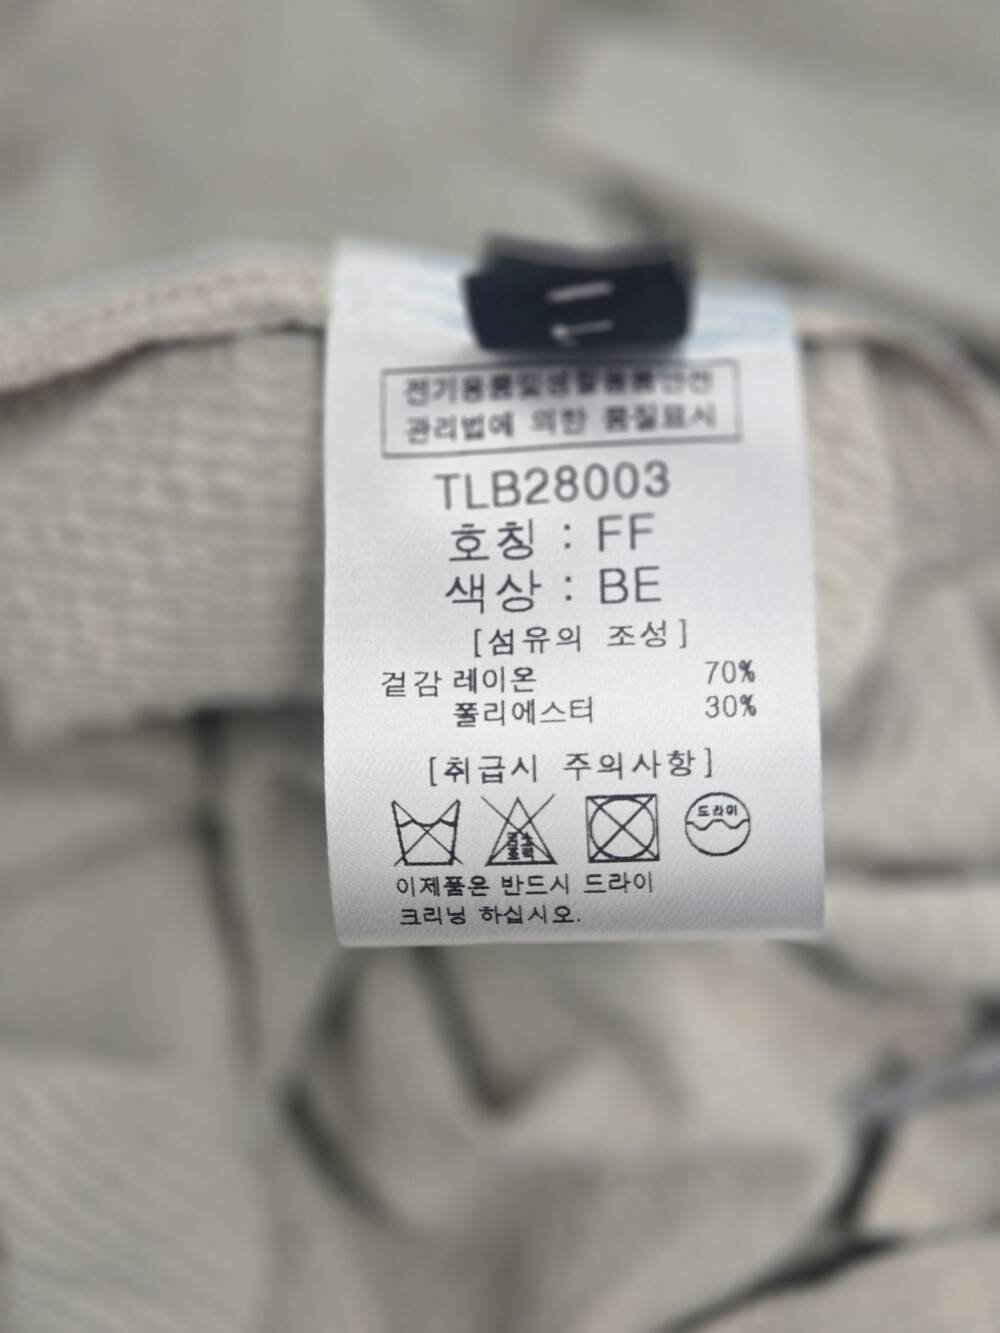 전기용품및생활용품안전
관리법에 의한 품질표시
TLB28003
호칭 : FF
색상 : BE
[섬유의 조성]
겉감 레이온 70%
폴리에스터 30%
[취급시 주의사항]
드라이
이제품은 반드시 드라이
크리닝 하십시오.